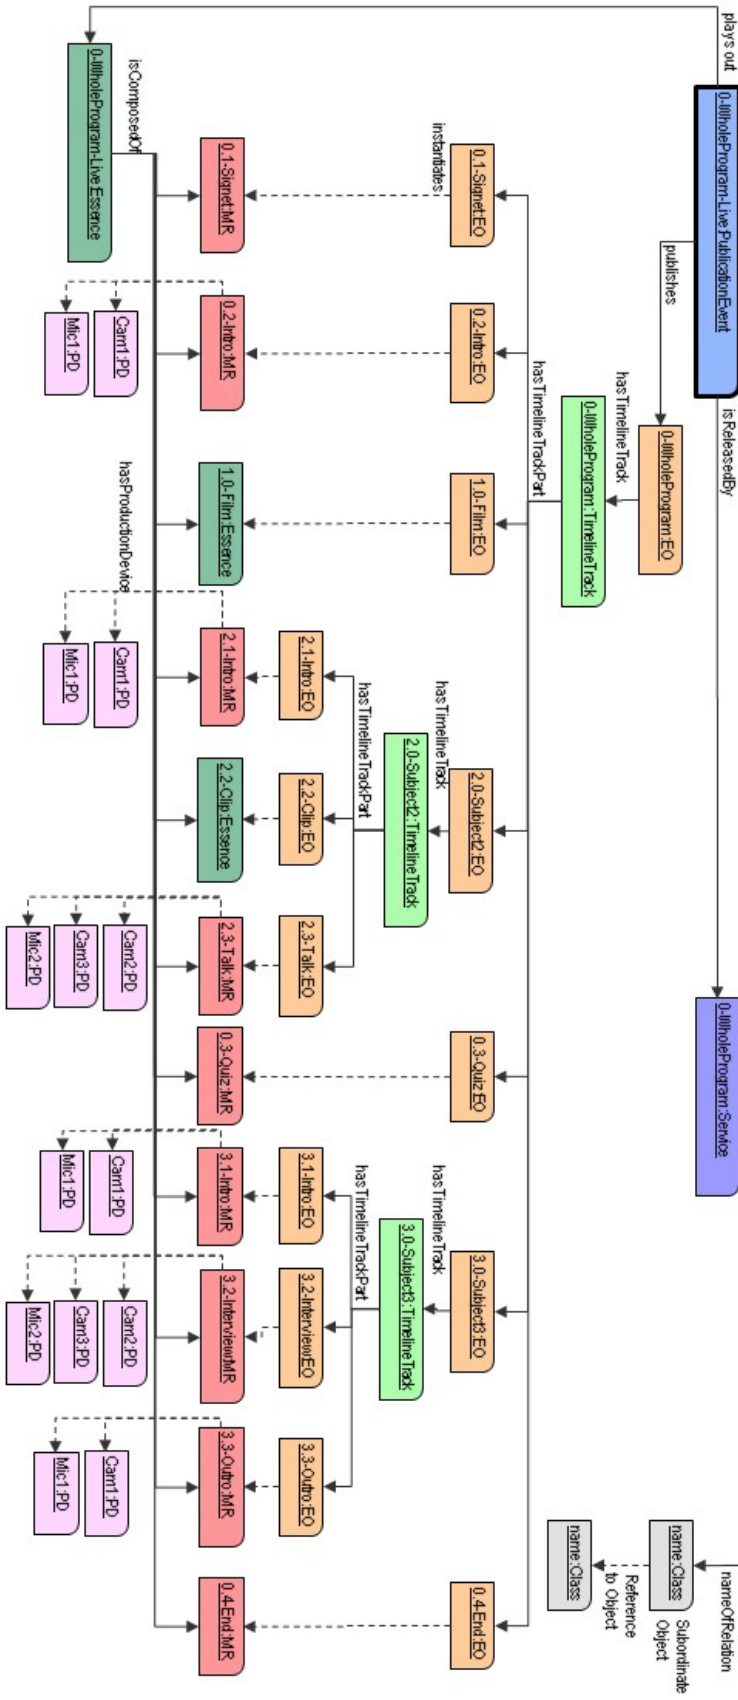 plays out
0-WholeProgram-Live:PublicationEvent
isReleasedBy
0-WholeProgram:Service
nameOfRelation
publishes
0-WholeProgram:EO
hasTimelineTrack
0-WholeProgram:TimelineTrack
hasTimelineTrackPart
name:Class
Subordinate
Object
Reference
to Object
name:Class
instantiates
0.1-Signet:EO
0.2-Intro:EO
1.0-Film:EO
2.0-Subject2:EO
0.3-Quiz:EO
3.0-Subject3:EO
0.4-End:EO
hasTimelineTrack
2.0-Subject2:TimelineTrack
hasTimelineTrackPart
hasTimelineTrack
3.0-Subject3:TimelineTrack
hasTimelineTrackPart
2.1-Intro:EO
2.2-Clip:EO
2.3-Talk:EO
3.1-Intro:EO
3.2-Interview:EO
3.3-Outro:EO
0.1-Signet:MR
0.2-Intro:MR
1.0-Film:Essence
2.1-Intro:MR
2.2-Clip:Essence
2.3-Talk:MR
0.3-Quiz:MR
3.1-Intro:MR
3.2-Interview:MR
3.3-Outro:MR
0.4-End:MR
isComposedOf
0-WholeProgram-Live:Essence
hasProductionDevice
Cam1:PD
Mic1:PD
Cam1:PD
Mic1:PD
Cam2:PD
Cam3:PD
Mic2:PD
Cam1:PD
Mic1:PD
Cam2:PD
Cam3:PD
Mic2:PD
Cam1:PD
Mic1:PD